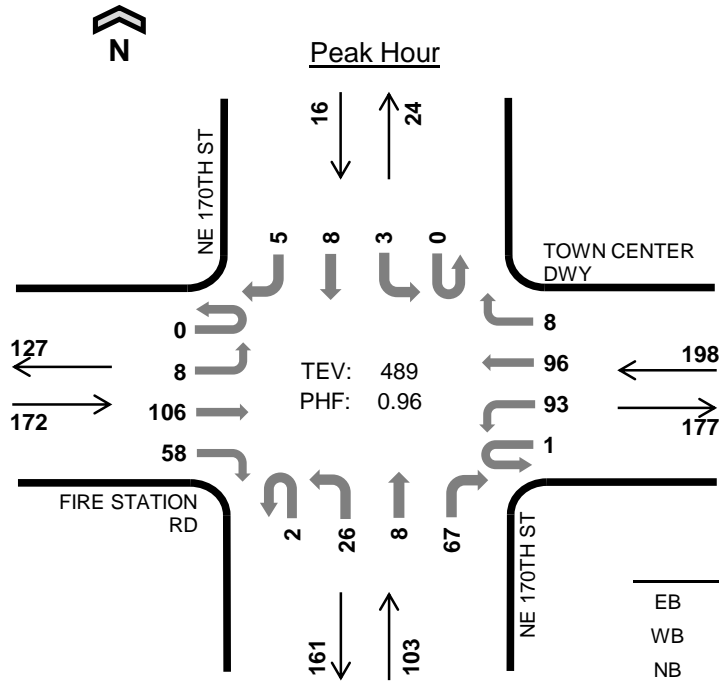 N
Peak Hour
16
24
NE 170TH ST
5
8
3
0
TOWN CENTER
DWY
0
8
127
8
TEV: 489
96
198
172
106
PHF: 0.96
93
177
58
1
FIRE STATION
RD
2
26
8
67
NE 170TH ST
161
103
EB
WB
NB